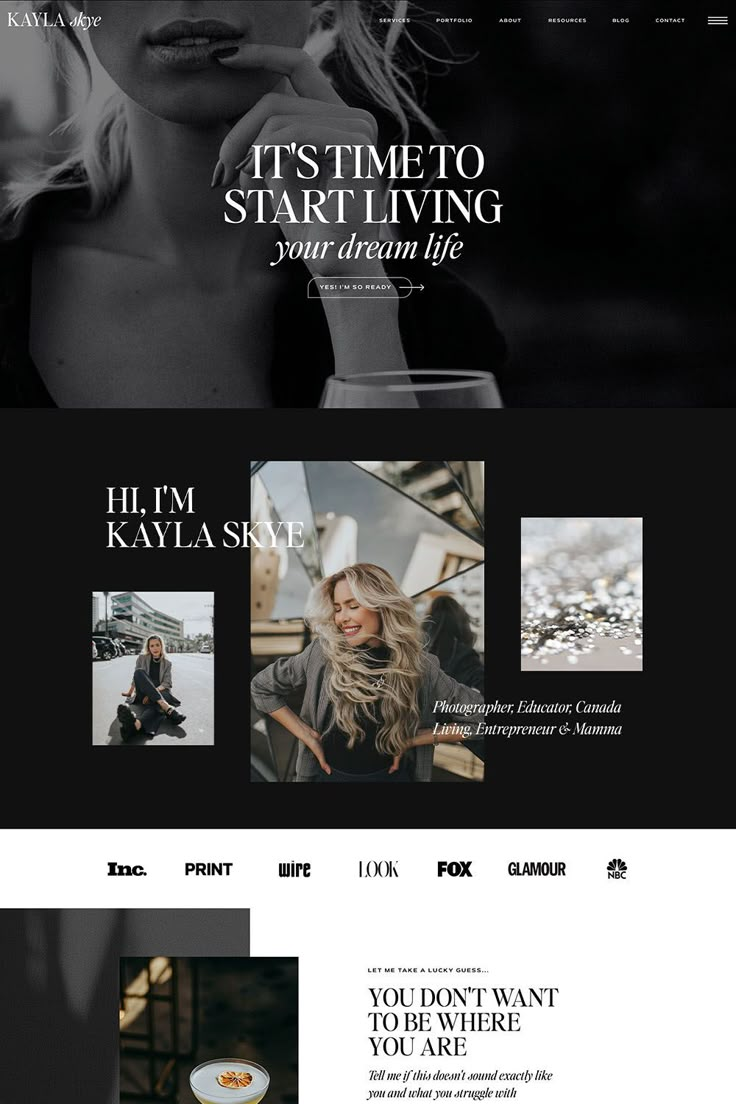 KAYLA skye
SERVICES PORTFOLIO ABOUT RESOURCES BLOG CONTACT
IT'S TIME TO
START LIVING
your dream life
YES! I'M SO READY
HI, I'M
KAYLA SKYE
Photographer, Educator, Canada
Living, Entrepreneur & Mamma
Inc. PRINT wire LOOK FOX GLAMOUR NBC
LET ME TAKE A LUCKY GUESS...
YOU DON'T WANT
TO BE WHERE
YOU ARE
Tell me if this doesn't sound exactly like
you and what you struggle with